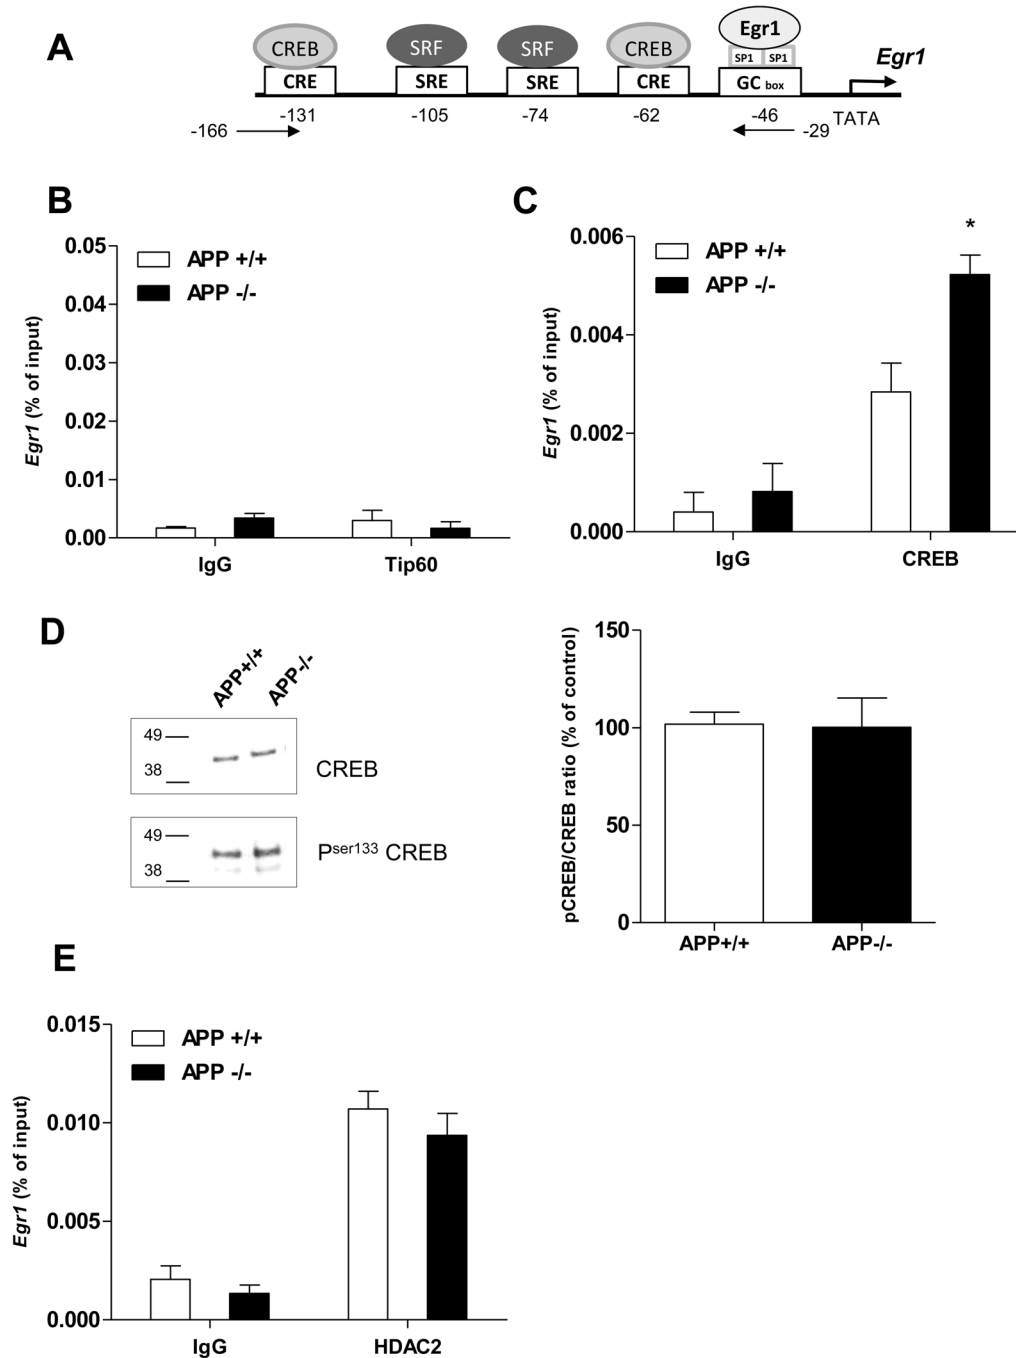 A
CREB SRF SRF CREB Egr1
SP1 SP1
Egr1
CRE SRE SRE CRE GC box
-131 -105 -74 -62 -46 TATA
-166 -29
B
0.05
0.04
0.03
0.02
0.01
0.00
Egr1 (% of input)
APP +/+
APP -/-
IgG Tip60
C
0.006
0.004
0.002
0.000
Egr1 (% of input)
APP +/+
APP -/-
*
IgG CREB
D
APP+/+ APP-/-
49
38
CREB
49
38
Pser133 CREB
150
100
50
0
pCREB/CREB ratio (% of control)
APP+/+ APP-/-
E
0.015
0.010
0.005
0.000
Egr1 (% of input)
APP +/+
APP -/-
IgG HDAC2